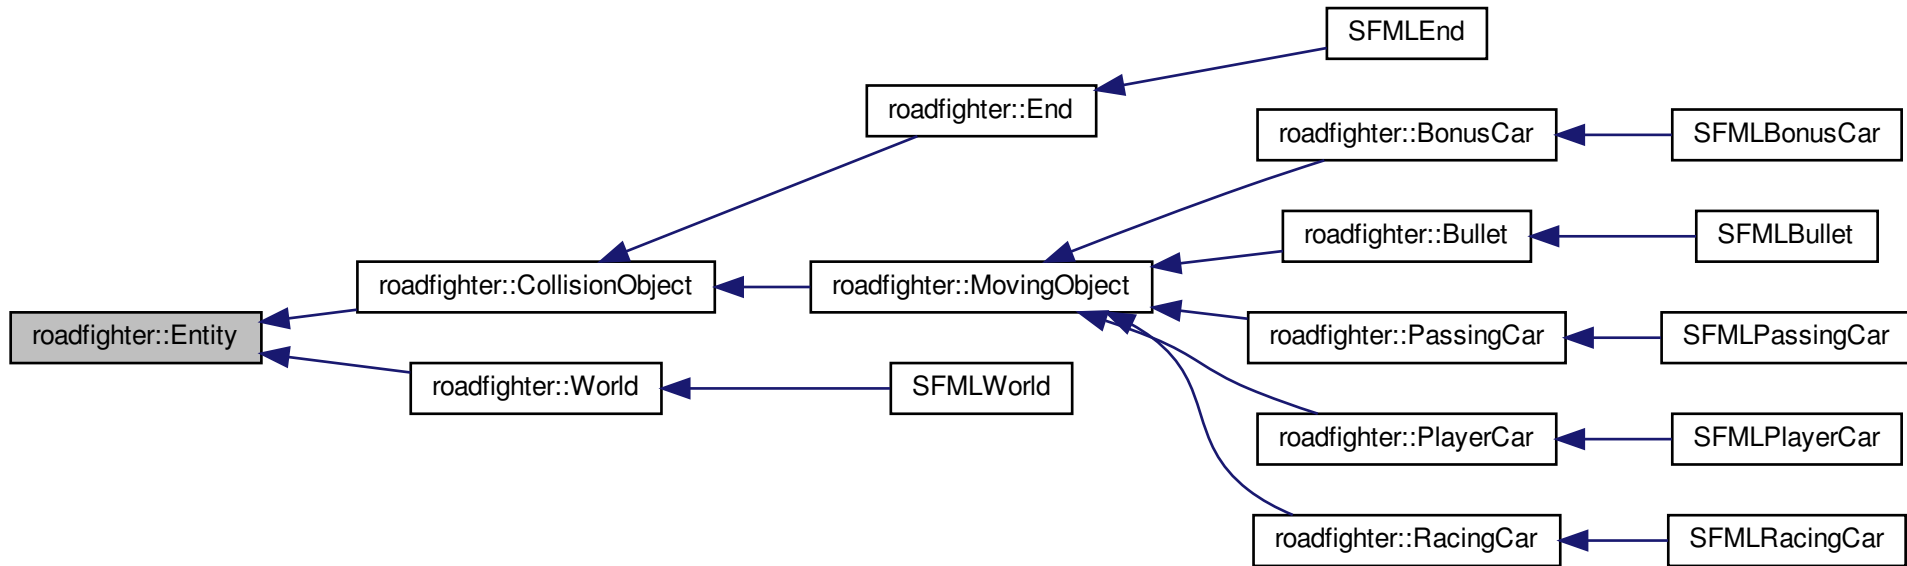 SFMLEnd
roadfighter::End
roadfighter::BonusCar
SFMLBonusCar
roadfighter::Bullet
SFMLBullet
roadfighter::CollisionObject
roadfighter::MovingObject
roadfighter::Entity
roadfighter::PassingCar
SFMLPassingCar
roadfighter::World
SFMLWorld
roadfighter::PlayerCar
SFMLPlayerCar
roadfighter::RacingCar
SFMLRacingCar